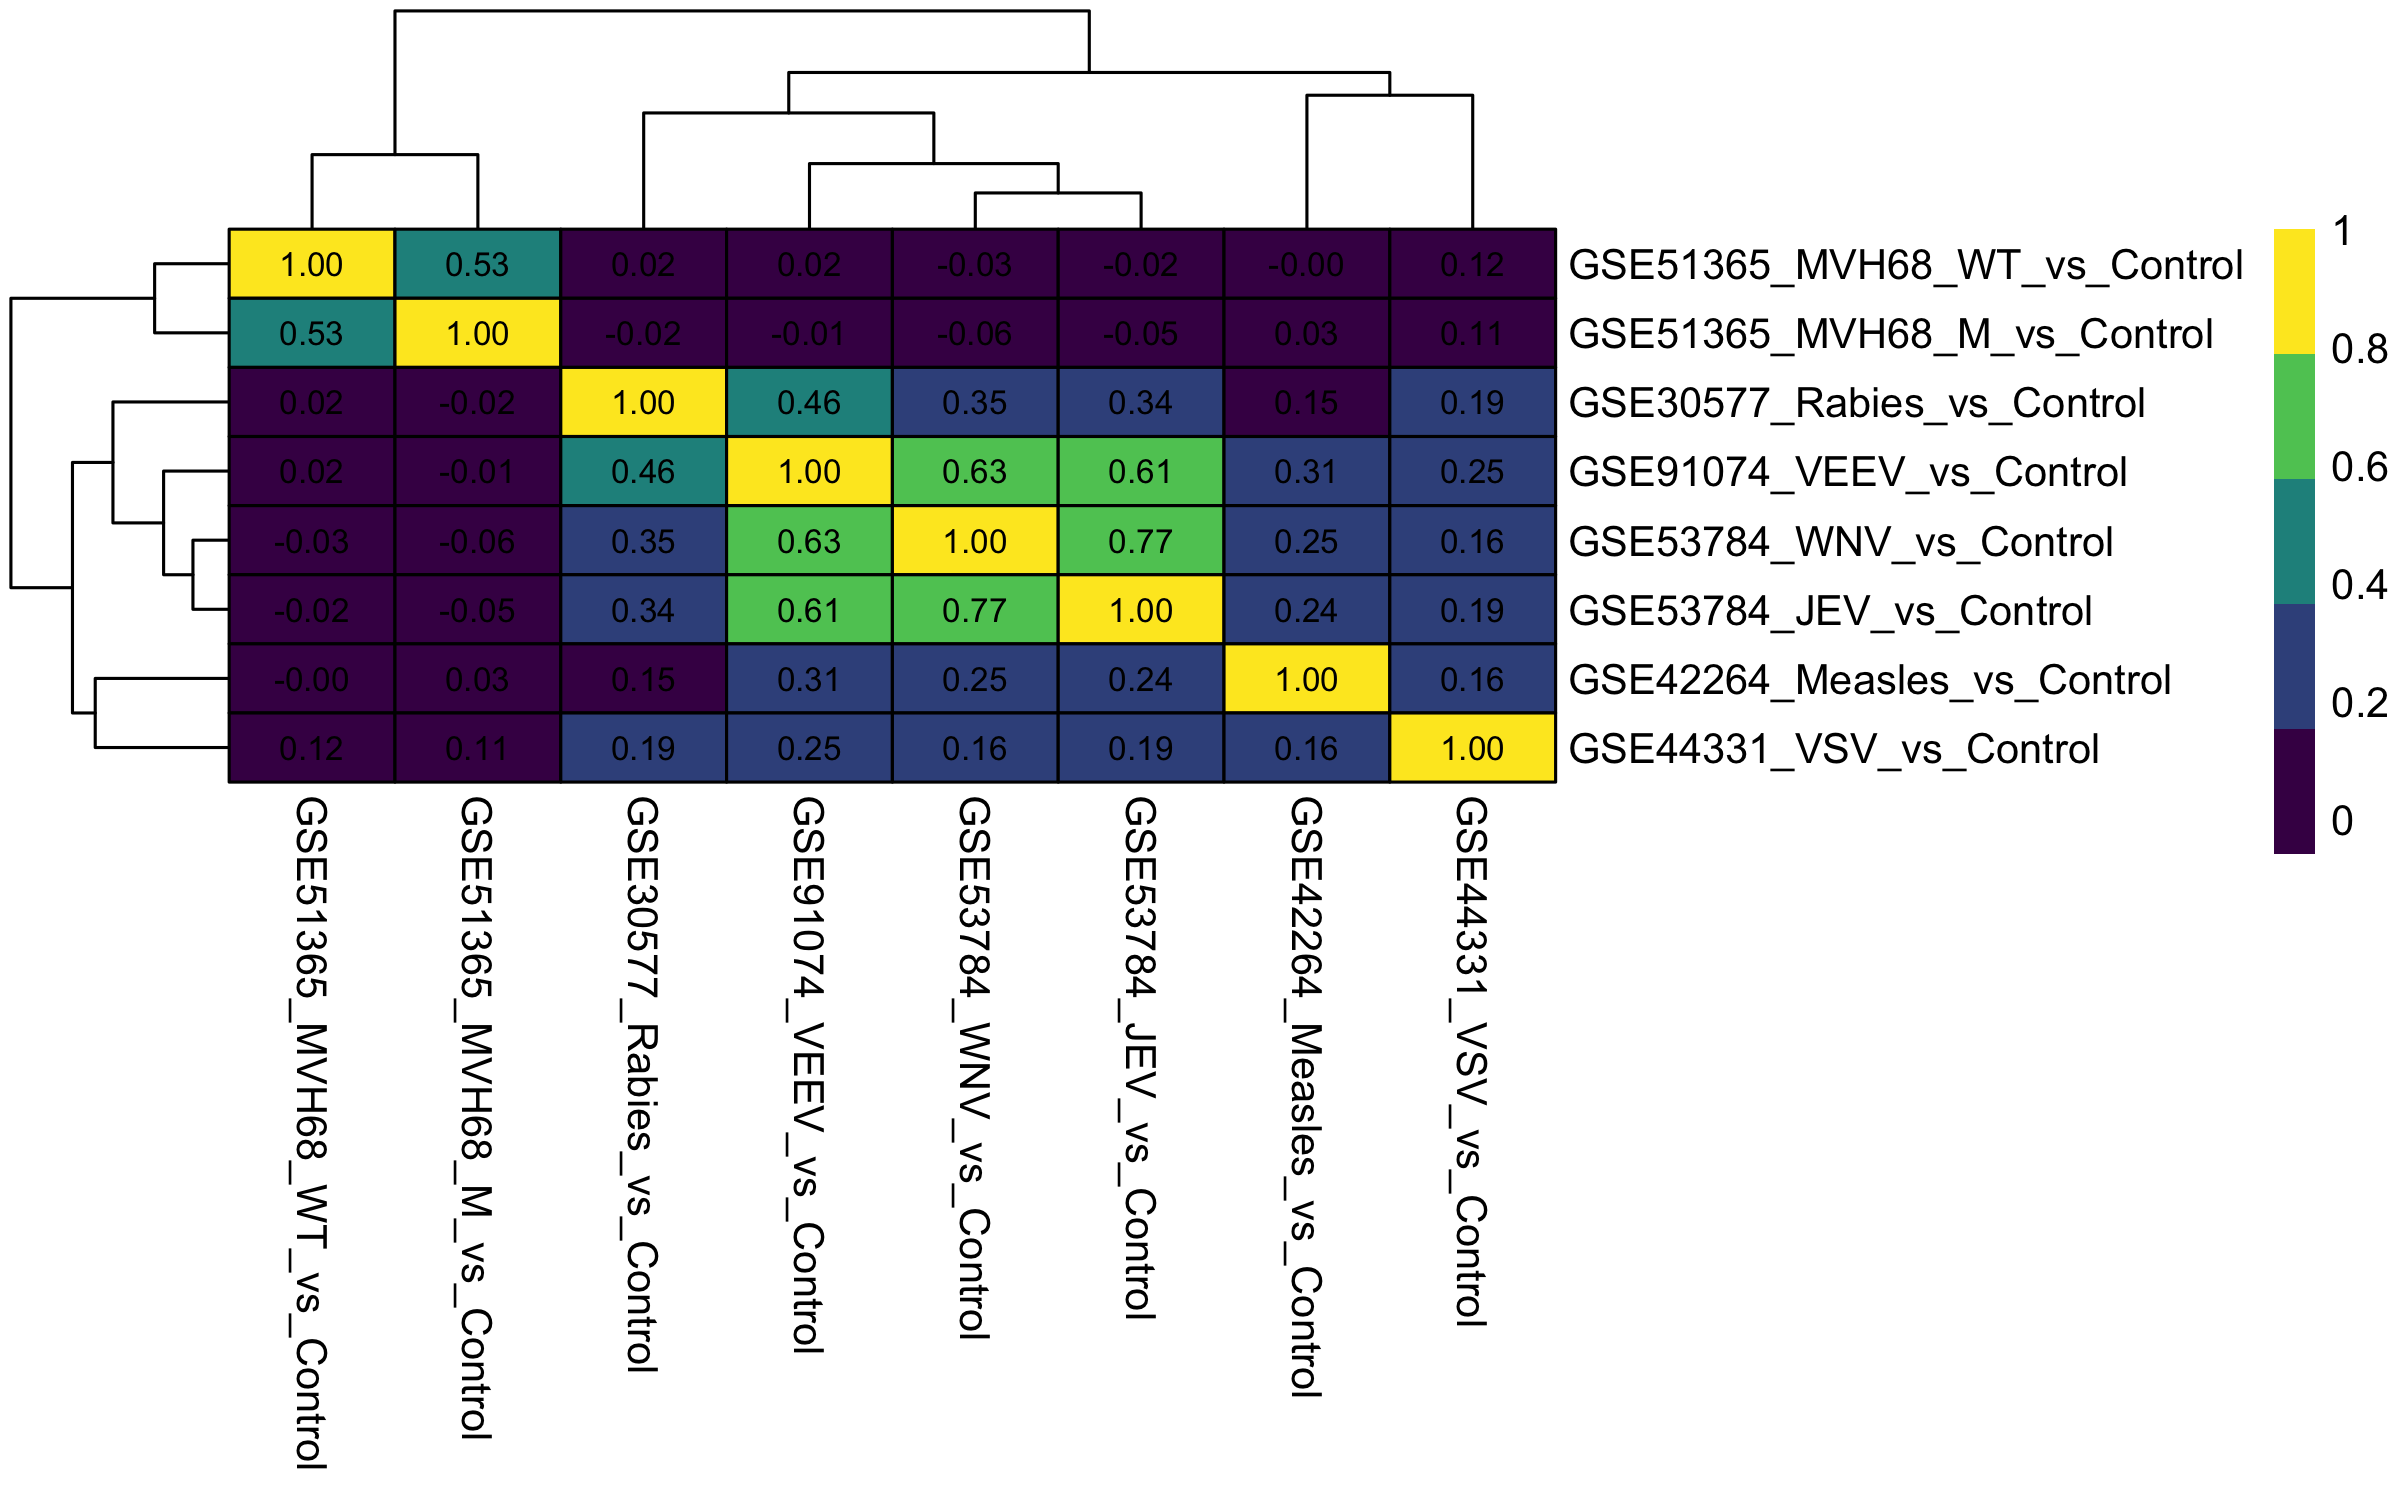 1.00 0.53 0.02 0.02 -0.03 -0.02 -0.00 0.12 GSE51365_MVH68_WT_vs_Control
0.53 1.00 -0.02 -0.01 -0.06 -0.05 0.03 0.11 GSE51365_MVH68_M_vs_Control
0.02 -0.02 1.00 0.46 0.35 0.34 0.15 0.19 GSE30577_Rabies_vs_Control
0.02 -0.01 0.46 1.00 0.63 0.61 0.31 0.25 GSE91074_VEEV_vs_Control
-0.03 -0.06 0.35 0.63 1.00 0.77 0.25 0.16 GSE53784_WNV_vs_Control
-0.02 -0.05 0.34 0.61 0.77 1.00 0.24 0.19 GSE53784_JEV_vs_Control
-0.00 0.03 0.15 0.31 0.25 0.24 1.00 0.16 GSE42264_Measles_vs_Control
0.12 0.11 0.19 0.25 0.16 0.19 0.16 1.00 GSE44331_VSV_vs_Control
GSE51365_MVH68_WT_vs_Control
GSE51365_MVH68_M_vs_Control
GSE30577_Rabies_vs_Control
GSE91074_VEEV_vs_Control
GSE53784_WNV_vs_Control
GSE53784_JEV_vs_Control
GSE42264_Measles_vs_Control
GSE44331_VSV_vs_Control
1
0.8
0.6
0.4
0.2
0